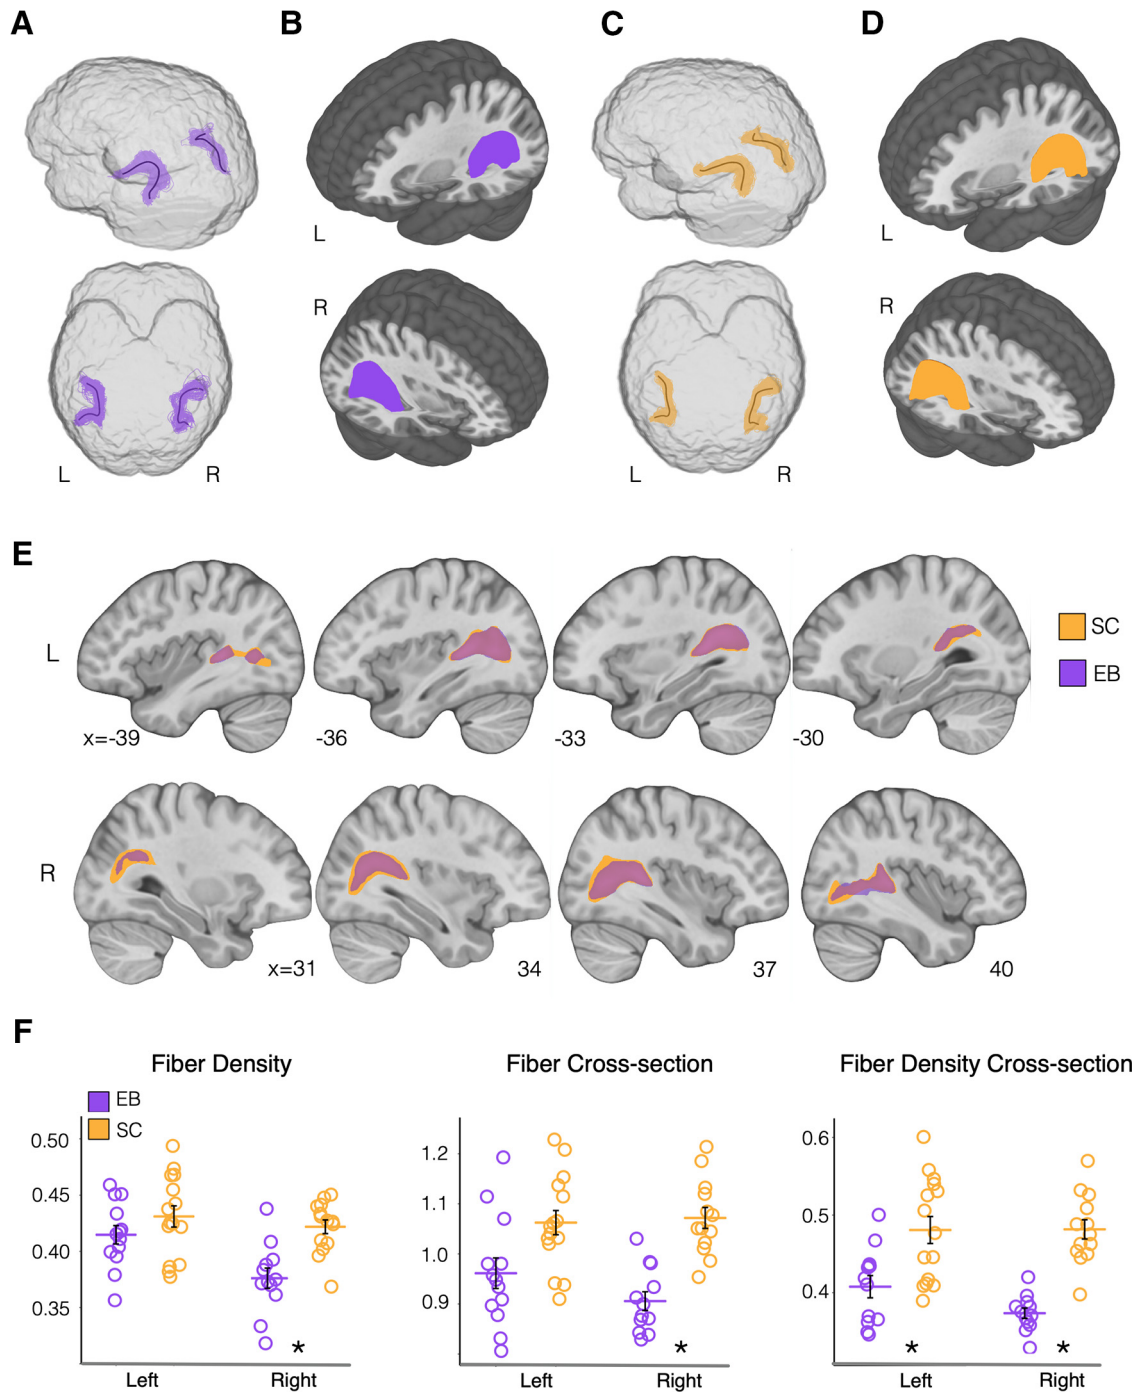 A B C D
L L
R R
L R L R
E
L
SC
EB
x=-39 -36 -33 -30
R
x=31 34 37 40
F
Fiber Density Fiber Cross-section Fiber Density Cross-section
EB
SC
0.50
0.45
0.40
0.35
*
Left Right
1.2
1.1
1.0
0.9
*
Left Right
0.6
0.5
0.4
* *
Left Right